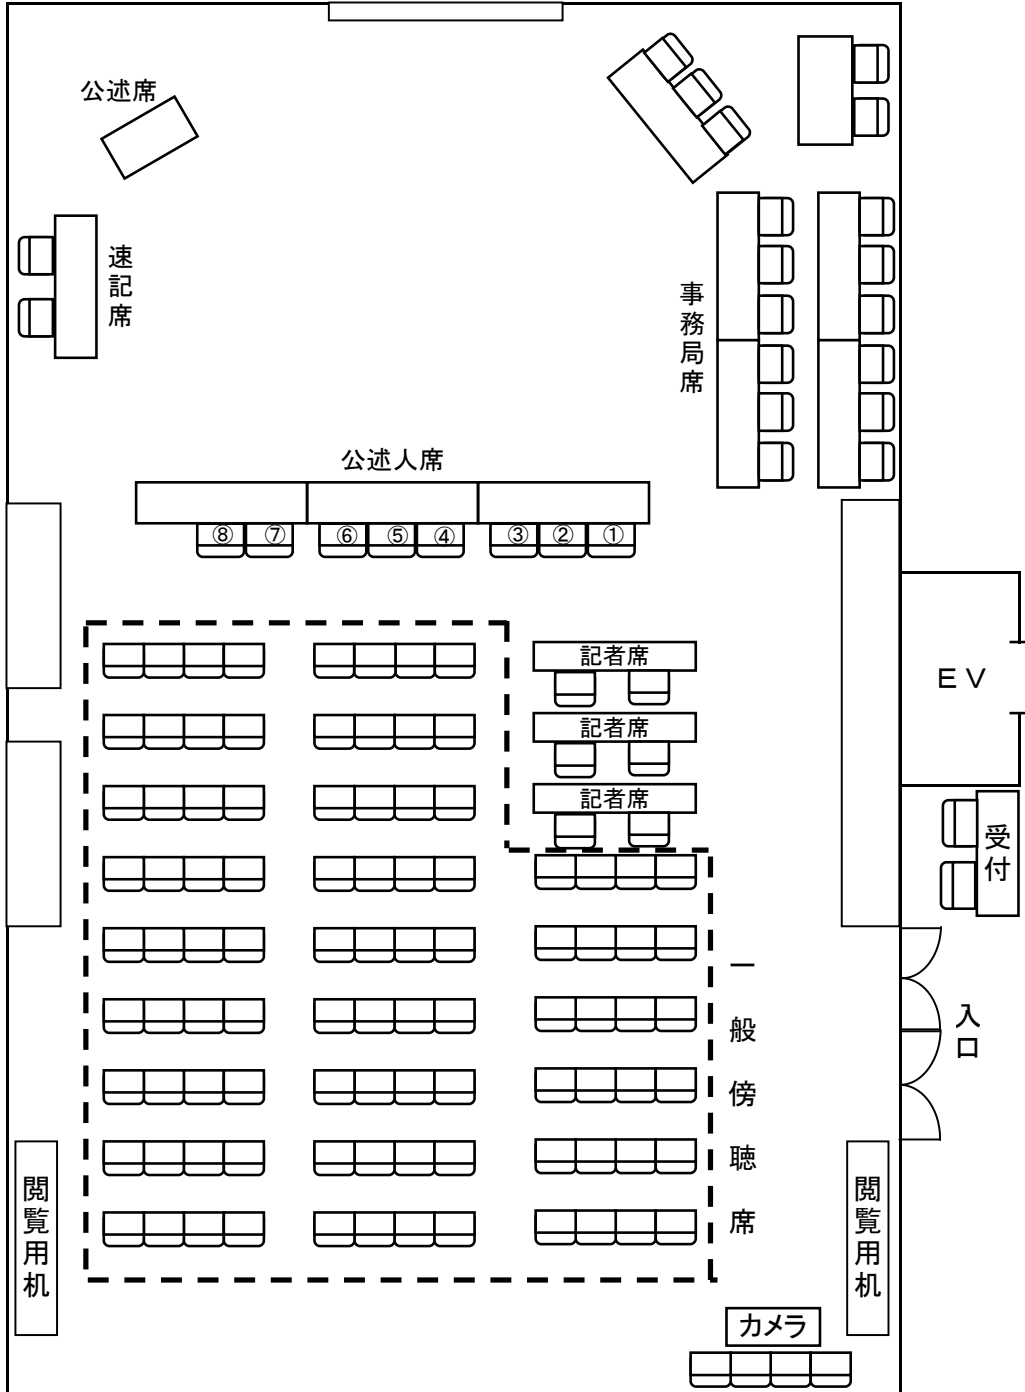 公述席
速記席
事務局席
公述人席
⑧ ⑦ ⑥ ⑤ ④ ③ ② ①
記者席
記者席
記者席
ＥＶ
受付
入口
一般傍聴席
閲覧用机
閲覧用机
カメラ